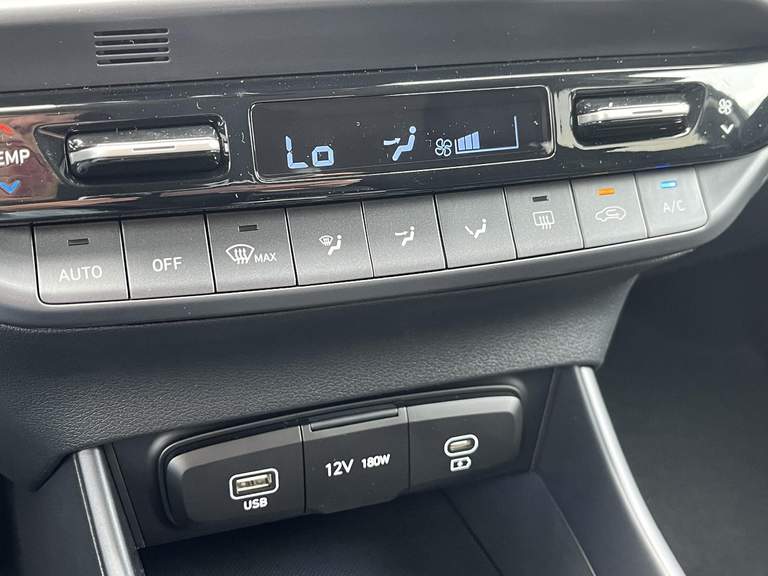 EMP
Lo
AUTO
OFF
MAX
A/C
USB
12V 180W